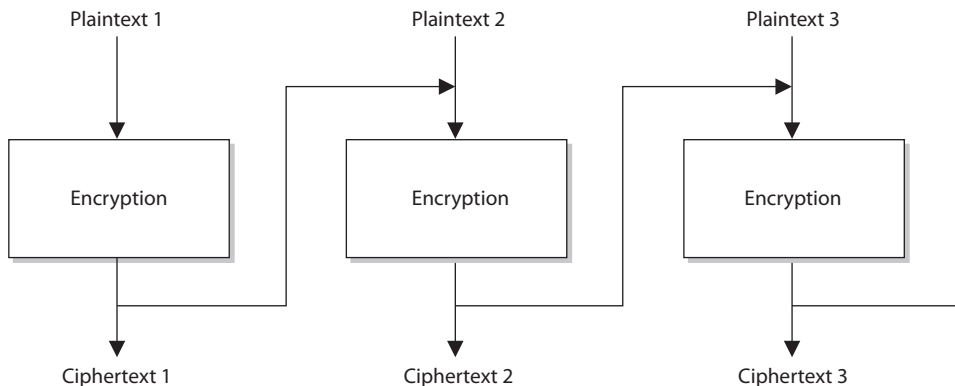 Plaintext 1
Plaintext 2
Plaintext 3
Encryption
Encryption
Encryption
Ciphertext 1
Ciphertext 2
Ciphertext 3